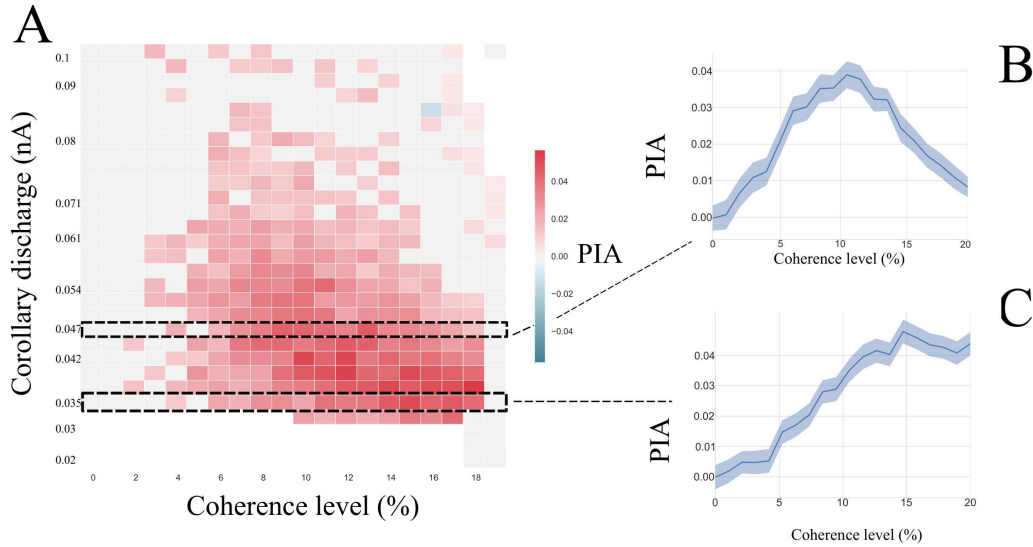 A
Corollary discharge (nA)
0.1
0.09
0.08
0.071
0.061
0.054
0.047
0.042
0.035
0.03
0.02
0 2 4 6 8 10 12 14 16 18
Coherence level (%)
0.04
0.02
0.00
−0.02
−0.04
PIA
B
PIA
0.04
0.03
0.02
0.01
0.00
0 5 10 15 20
Coherence level (%)
C
PIA
0.04
0.03
0.02
0.01
0.00
0 5 10 15 20
Coherence level (%)